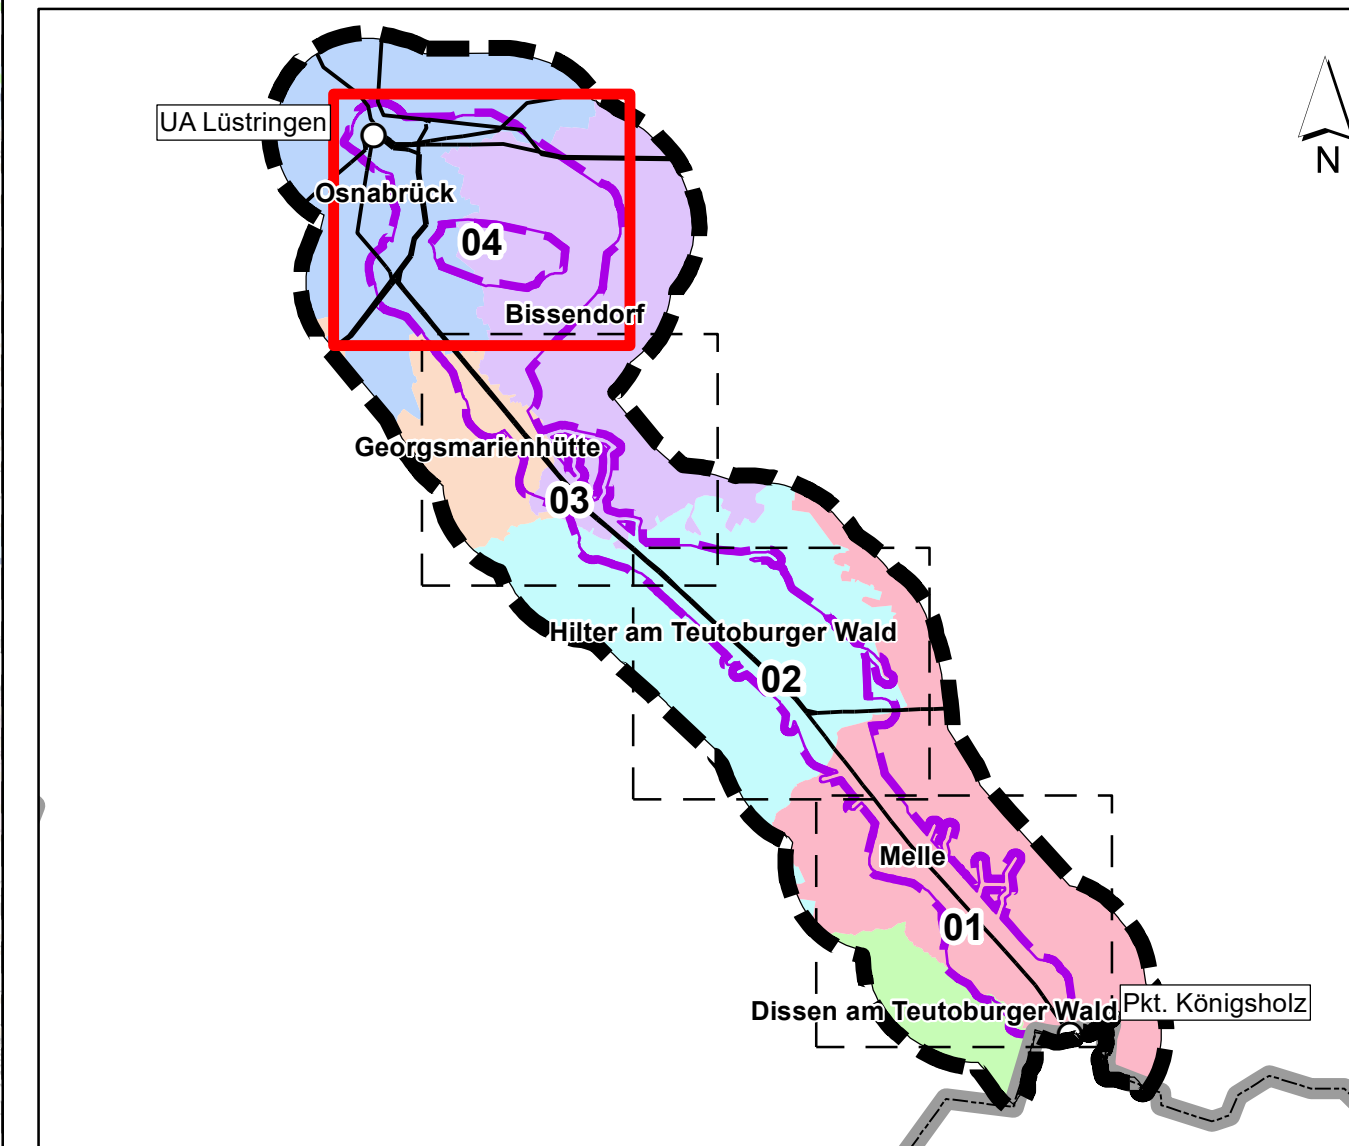 UA Lüstringen
N
Osnabrück
04
Bissendorf
Georgsmarienhütte
03
Hilter am Teutoburger Wald
02
Melle
01
Pkt. Königsholz
Dissen am Teutoburger Wald